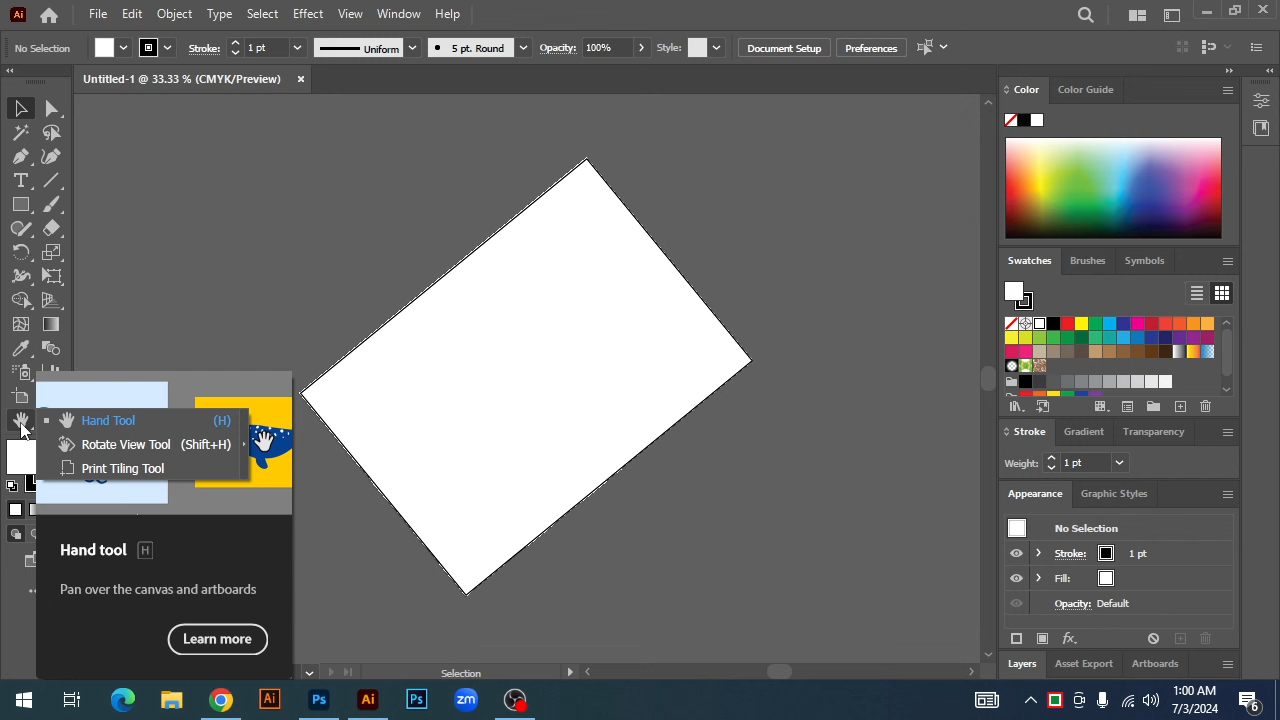 Ai File Edit Object Type Select Effect View Window Help
No Selection Stroke: 1 pt Uniform 5 pt. Round Opacity: 100% Style: Document Setup Preferences
Untitled-1 @ 33.33 % (CMYK/Preview) ×
Color Color Guide
Swatches Brushes Symbols
Hand Tool (H)
Rotate View Tool (Shift+H)
Print Tiling Tool
Hand tool H
Pan over the canvas and artboards
Learn more
Stroke Gradient Transparency
Weight: 1 pt
Appearance Graphic Styles
No Selection
Stroke: 1 pt
Fill:
Opacity: Default
fx.
Layers Asset Export Artboards
Selection
Ai Ps Ai Ps zm
1:00 AM
7/3/2024
6